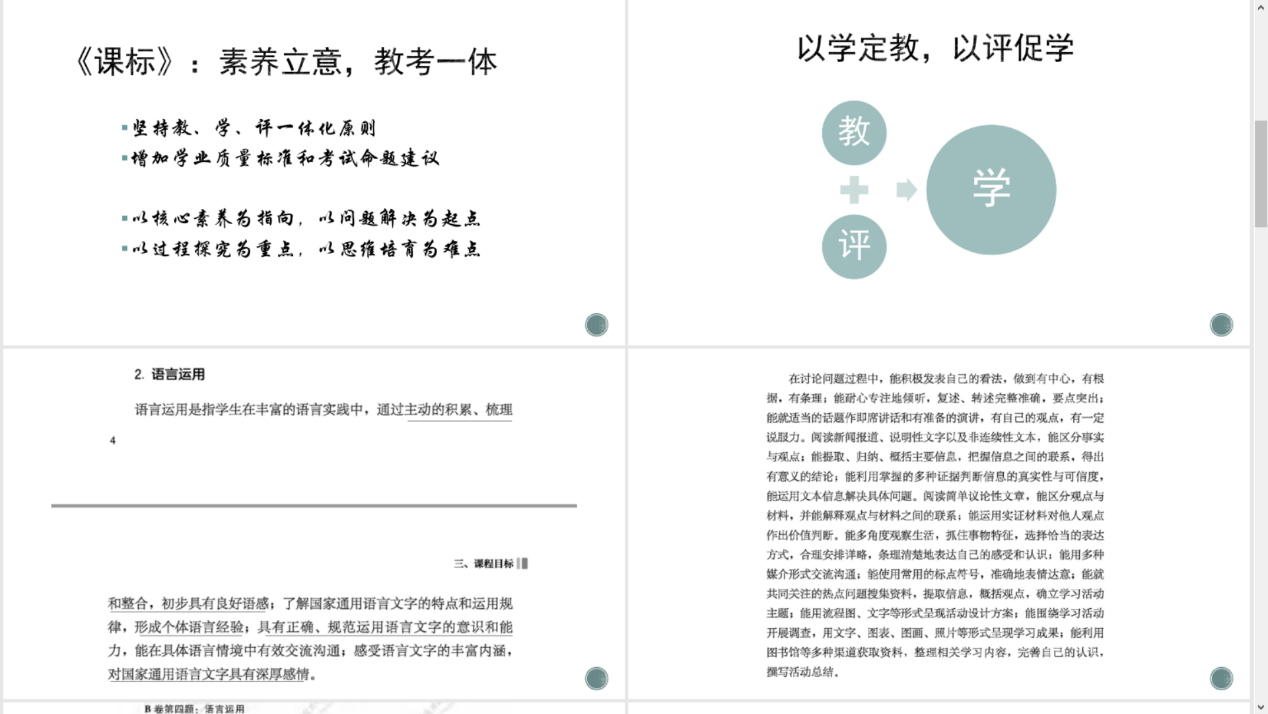 《课标》：素养立意，教考一体
坚持教、学、评一体化原则
增加学业质量标准和考试命题建议
以核心素养为指向，以问题解决为起点
以过程探究为重点，以思维培育为难点
以学定教，以评促学
教
评
学
2. 语言运用
语言运用是指学生在丰富的语言实践中，通过主动的积累、梳理
4
三、课程目标
和整合，初步具有良好语感；了解国家通用语言文字的特点和运用规
律，形成个体语言经验；具有正确、规范运用语言文字的意识和能
力，能在具体语言情境中有效交流沟通；感受语言文字的丰富内涵，
对国家通用语言文字具有深厚感情。
在讨论问题过程中，能积极发表自己的看法，做到有中心，有根
据，有条理；能耐心专注地倾听，复述、转述完整准确，要点突出；
能就适当的话题作即席讲话和有准备的演讲，有自己的观点，有一定
说服力。阅读新闻报道、说明性文字以及非连续性文本，能区分事实
与观点；能提取、归纳、概括主要信息，把握信息之间的联系，得出
有意义的结论；能利用掌握的多种证据判断信息的真实性与可信度，
能运用文本信息解决具体问题。阅读简单议论性文章，能区分观点与
材料，并能解释观点与材料之间的联系；能运用实证材料对他人观点
作出价值判断。能多角度观察生活，抓住事物特征，选择恰当的表达
方式，合理安排详略，条理清楚地表达自己的感受和认识；能用多种
媒介形式交流沟通；能使用常用的标点符号，准确地表情达意；能就
共同关注的热点问题搜集资料，提取信息，概括观点，确立学习活动
主题；能用流程图、文字等形式呈现活动设计方案；能围绕学习活动
开展调查，用文字、图表、图画、照片等形式呈现学习成果；能利用
图书馆等多种渠道获取资料，整理相关学习内容，完善自己的认识，
撰写活动总结。
B 卷第四题：语言运用